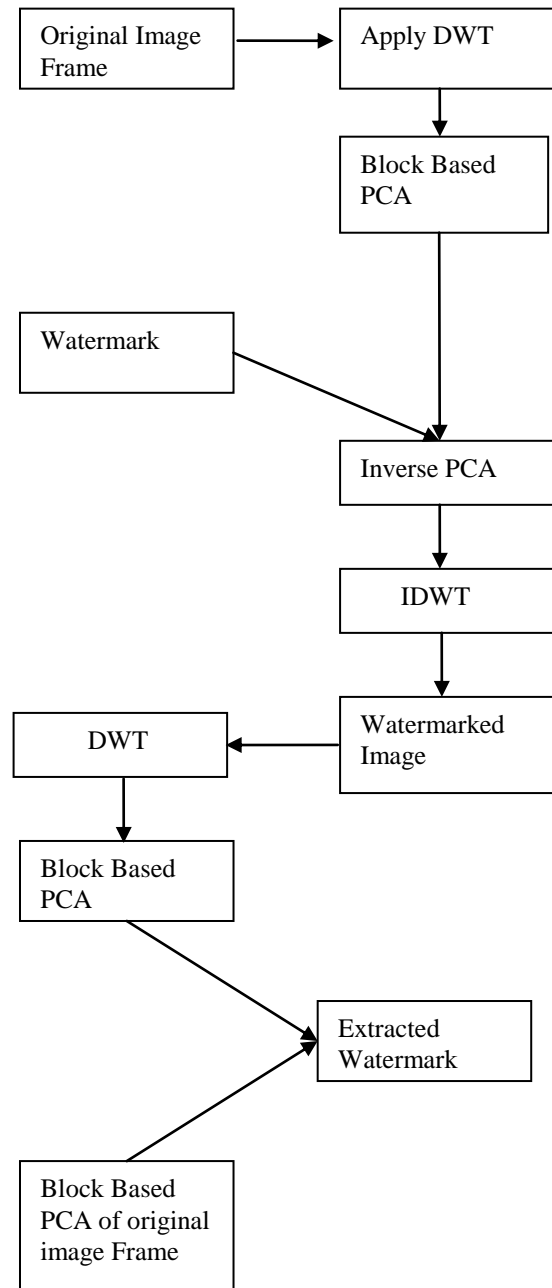 Original Image
Frame
Apply DWT
Block Based
PCA
Watermark
Inverse PCA
IDWT
Watermarked
Image
DWT
Block Based
PCA
Extracted
Watermark
Block Based
PCA of original
image Frame